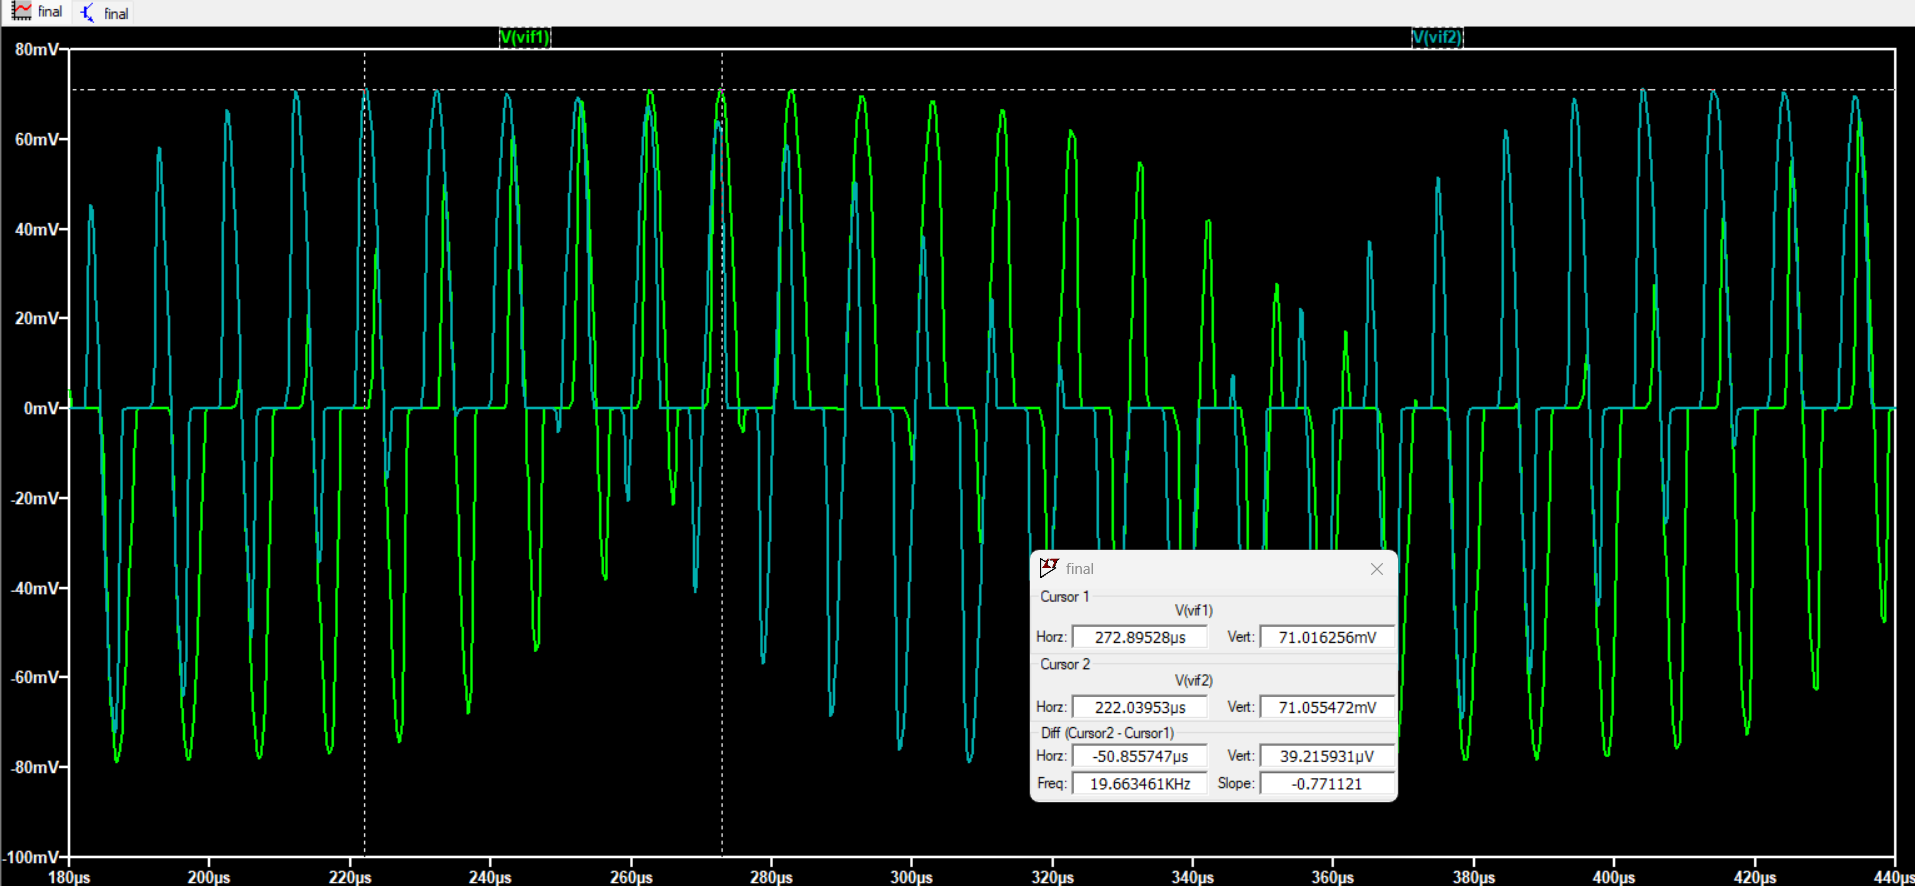 final final
V(vif1) V(vif2)
80mV
60mV
40mV
20mV
0mV
-20mV
-40mV
-60mV
-80mV
-100mV
180µs 200µs 220µs 240µs 260µs 280µs 300µs 320µs 340µs 360µs 380µs 400µs 420µs 440µs
final
Cursor 1
V(vif1)
Horz: 272.89528µs Vert: 71.016256mV
Cursor 2
V(vif2)
Horz: 222.03953µs Vert: 71.055472mV
Diff (Cursor2 - Cursor1)
Horz: -50.855747µs Vert: 39.215931µV
Freq: 19.663461KHz Slope: -0.771121